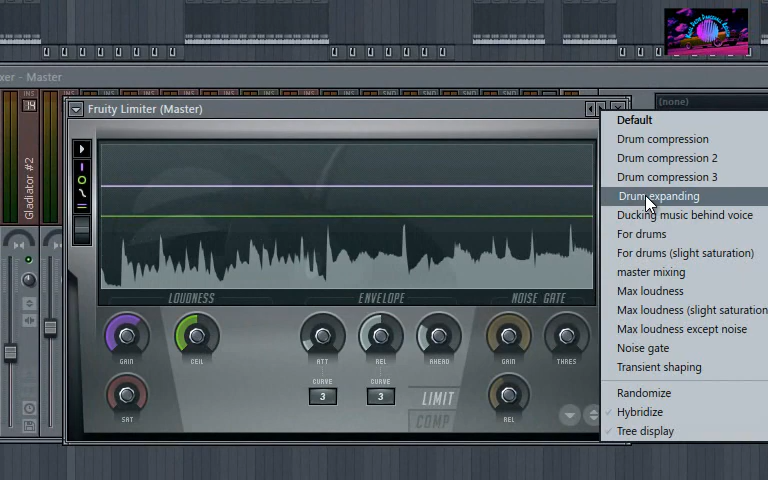 xer - Master
INS
14
Gladiator #2
(none)
Fruity Limiter (Master)
LOUDNESS
ENVELOPE
NOISE GATE
GAIN
CEIL
ATT
REL
AHEAD
GAIN
THRES
CURVE
CURVE
3
3
SAT
REL
LIMIT
COMP
Default
Drum compression
Drum compression 2
Drum compression 3
Drum expanding
Ducking music behind voice
For drums
For drums (slight saturation)
master mixing
Max loudness
Max loudness (slight saturation
Max loudness except noise
Noise gate
Transient shaping
Randomize
Hybridize
Tree display